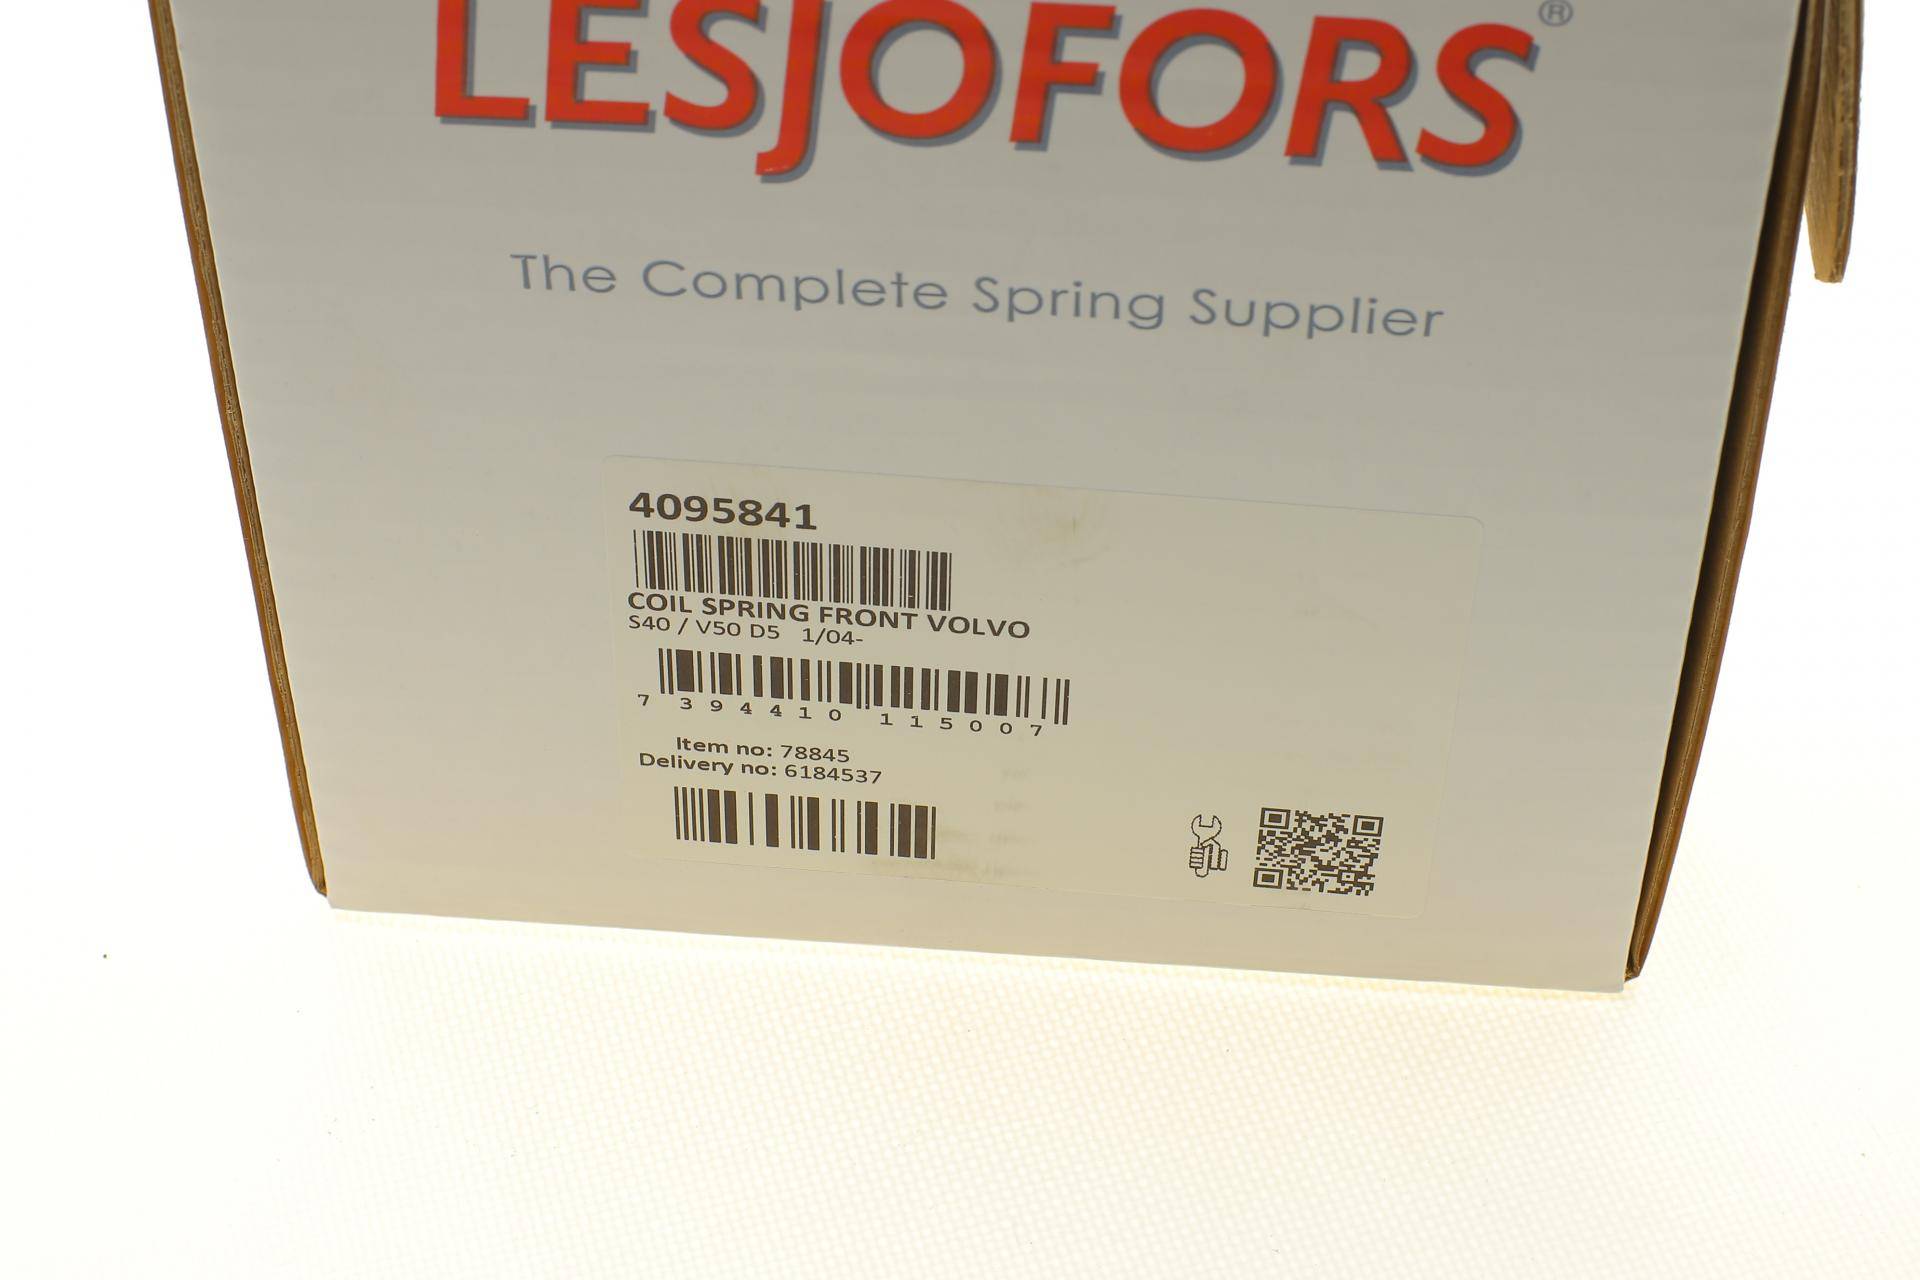 LESJOFORS®
The Complete Spring Supplier
4095841
COIL SPRING FRONT VOLVO
S40 / V50 D5 1/04-
7 394410 115007
Item no: 78845
Delivery no: 6184537